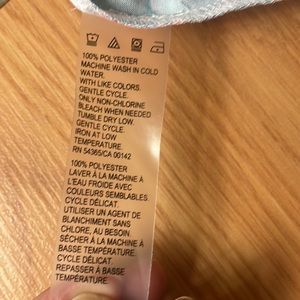 100% POLYESTER
MACHINE WASH IN COLD
WATER.
WITH LIKE COLORS.
GENTLE CYCLE.
ONLY NON-CHLORINE
BLEACH WHEN NEEDED
TUMBLE DRY LOW.
GENTLE CYCLE.
IRON AT LOW
TEMPERATURE.
RN 54365/CA 00142
100% POLYESTER
LAVER À LA MACHINE À
L'EAU FROIDE AVEC
COULEURS SEMBLABLES.
CYCLE DÉLICAT.
UTILISER UN AGENT DE
BLANCHIMENT SANS
CHLORE, AU BESOIN
SÉCHER À LA MACHINE À
BASSE TEMPÉRATURE.
CYCLE DÉLICAT.
REPASSER À BASSE
TEMPÉRATURE.